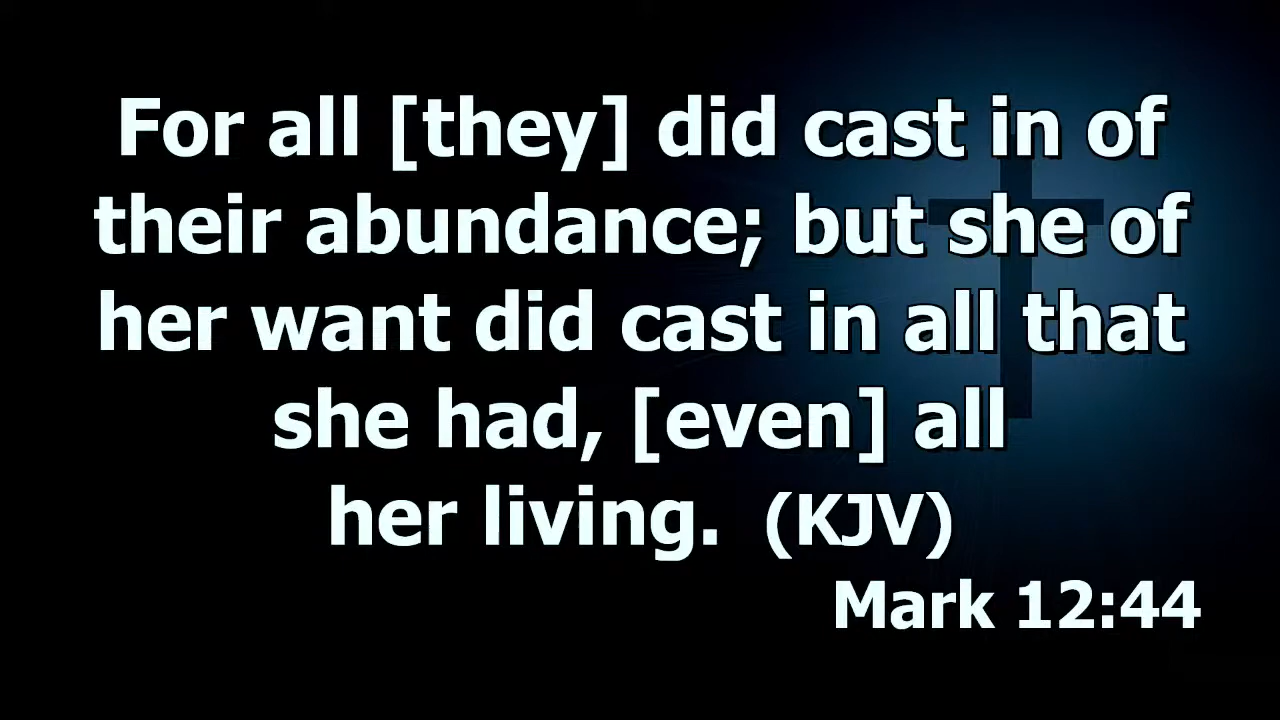 For all [they] did cast in of
their abundance; but she of
her want did cast in all that
she had, [even] all
her living. (KJV)
Mark 12:44